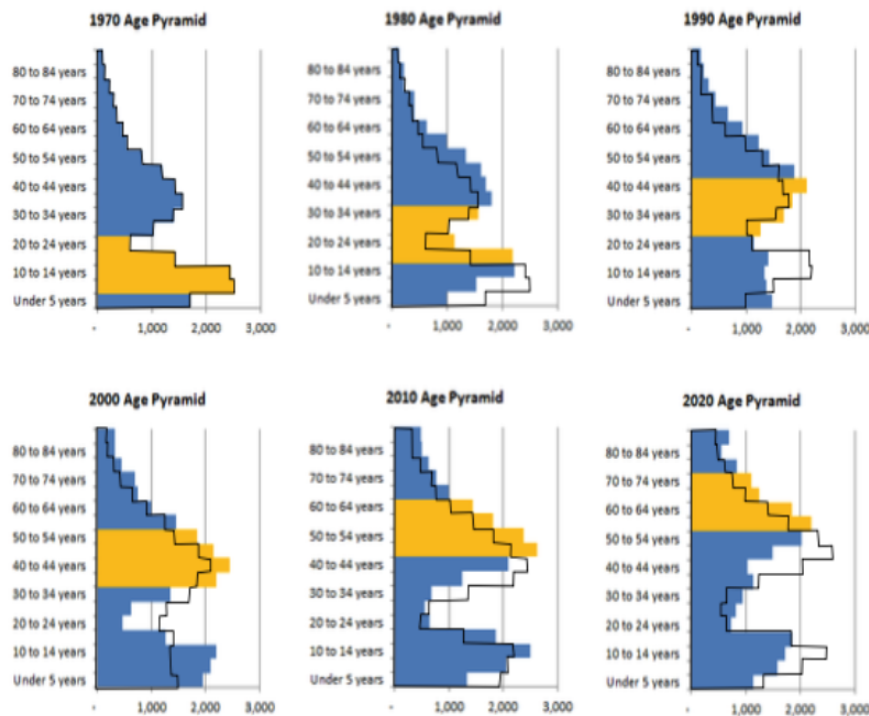 1970 Age Pyramid
80 to 84 years
70 to 74 years
60 to 64 years
50 to 54 years
40 to 44 years
30 to 34 years
20 to 24 years
10 to 14 years
Under 5 years
- 1,000 2,000 3,000
1980 Age Pyramid
80 to 84 years
70 to 74 years
60 to 64 years
50 to 54 years
40 to 44 years
30 to 34 years
20 to 24 years
10 to 14 years
Under 5 years
- 1,000 2,000 3,000
1990 Age Pyramid
80 to 84 years
70 to 74 years
60 to 64 years
50 to 54 years
40 to 44 years
30 to 34 years
20 to 24 years
10 to 14 years
Under 5 years
- 1,000 2,000 3,000
2000 Age Pyramid
80 to 84 years
70 to 74 years
60 to 64 years
50 to 54 years
40 to 44 years
30 to 34 years
20 to 24 years
10 to 14 years
Under 5 years
- 1,000 2,000 3,000
2010 Age Pyramid
80 to 84 years
70 to 74 years
60 to 64 years
50 to 54 years
40 to 44 years
30 to 34 years
20 to 24 years
10 to 14 years
Under 5 years
- 1,000 2,000 3,000
2020 Age Pyramid
80 to 84 years
70 to 74 years
60 to 64 years
50 to 54 years
40 to 44 years
30 to 34 years
20 to 24 years
10 to 14 years
Under 5 years
- 1,000 2,000 3,000